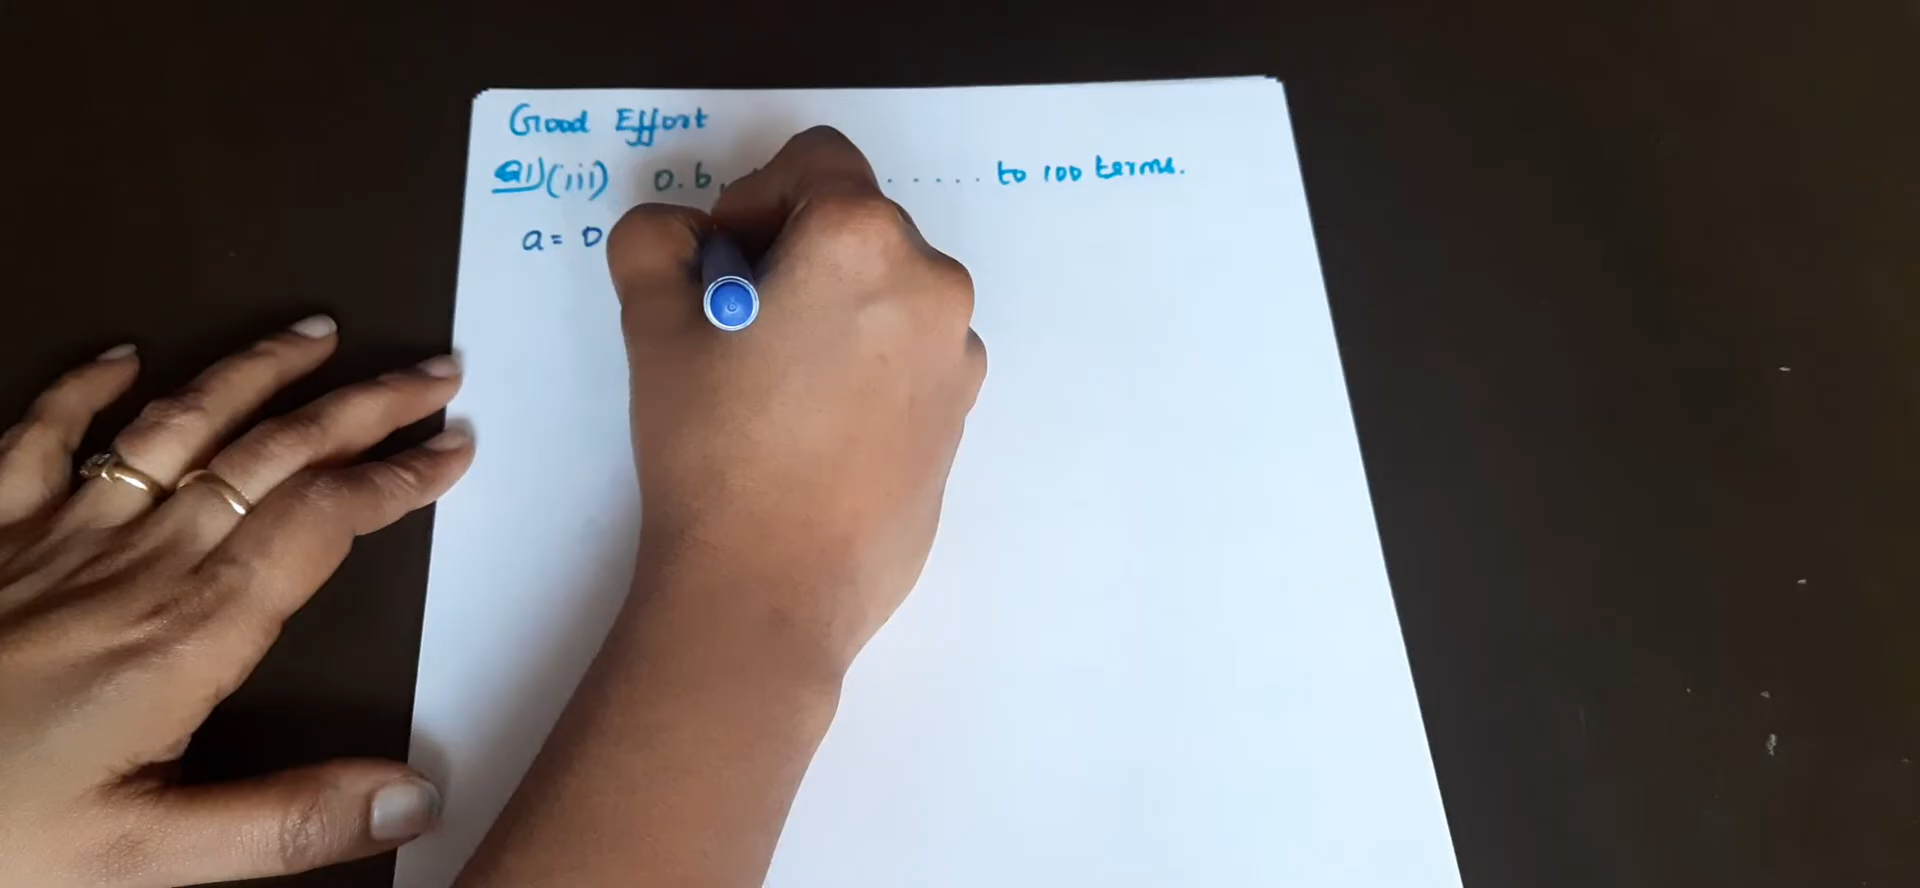 Good Effort
Q1)(iii) 0.6, ..... to 100 terms.
a = 0